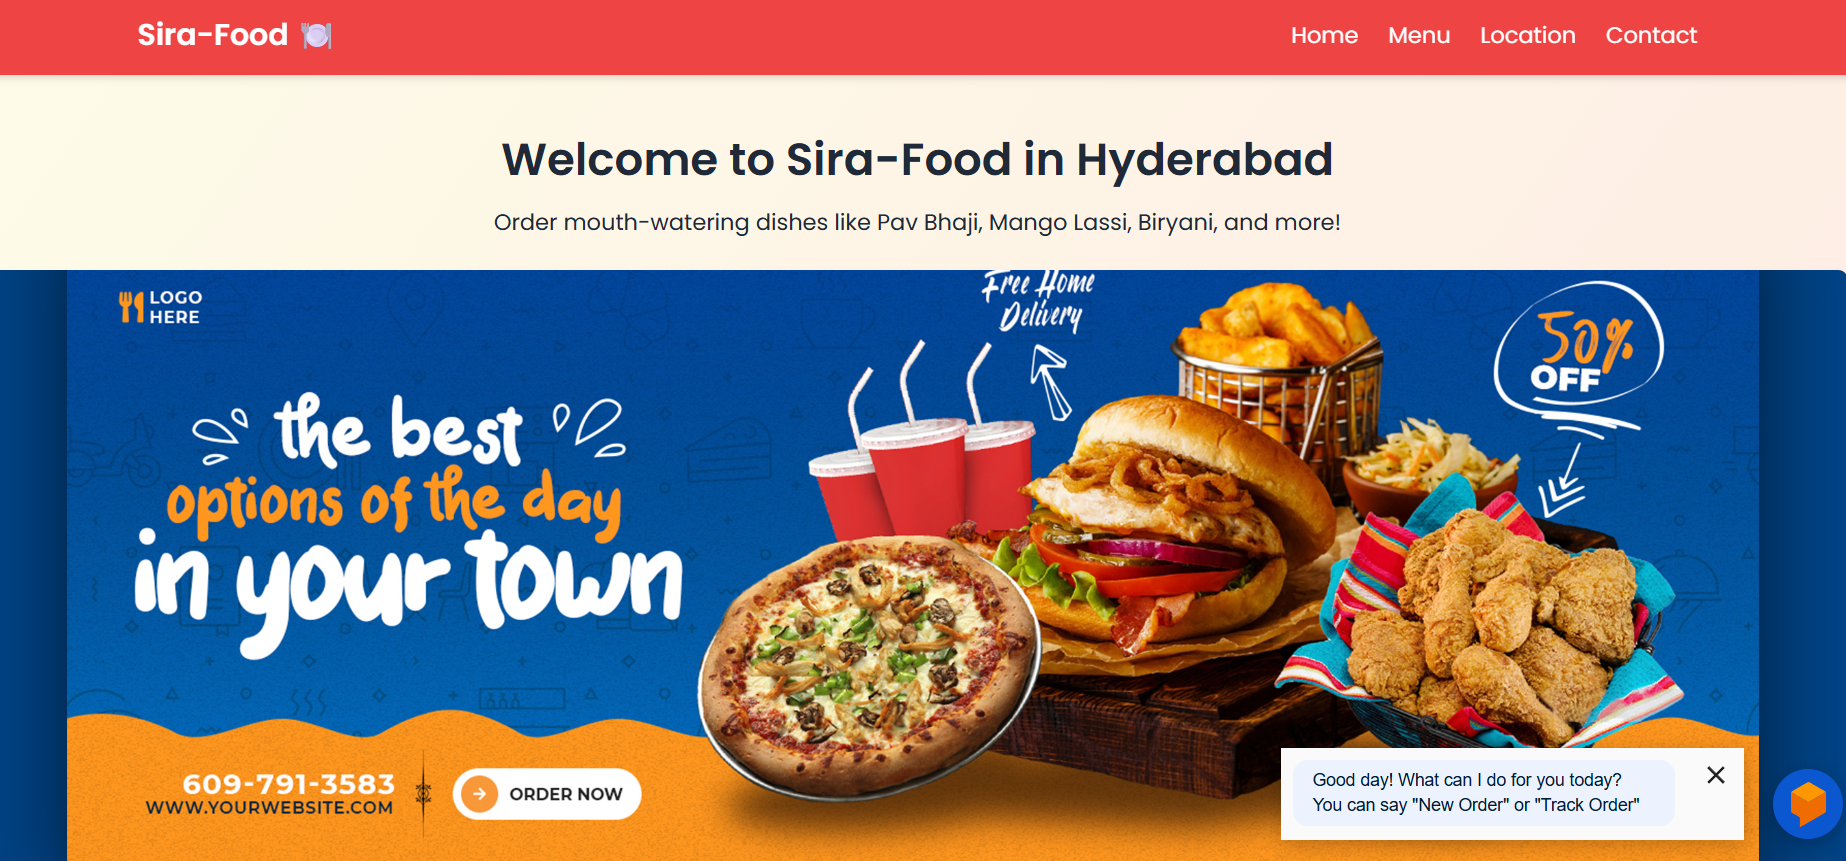 Sira-Food
Home Menu Location Contact
Welcome to Sira-Food in Hyderabad
Order mouth-watering dishes like Pav Bhaji, Mango Lassi, Biryani, and more!
LOGO
HERE
Free Home
Delivery
50%
OFF
the best
options of the day
in your town
609-791-3583
WWW.YOURWEBSITE.COM
ORDER NOW
Good day! What can I do for you today?
You can say "New Order" or "Track Order"